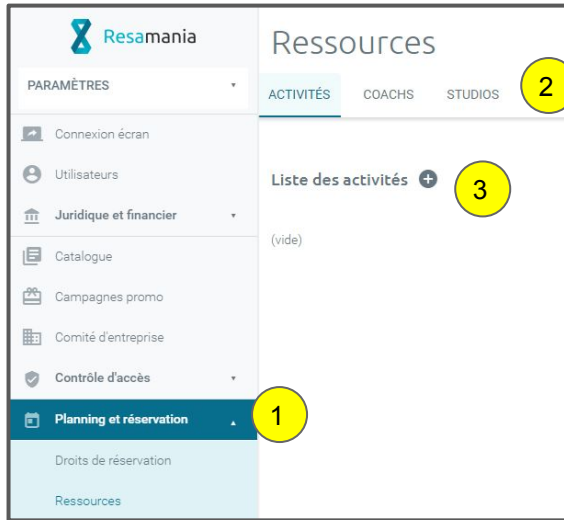 Resamania
PARAMÈTRES
Connexion écran
Utilisateurs
Juridique et financier
Catalogue
Campagnes promo
Comité d'entreprise
Contrôle d'accès
Planning et réservation
1
Droits de réservation
Ressources
Ressources
ACTIVITÉS COACHS STUDIOS
2
Liste des activités
3
(vide)